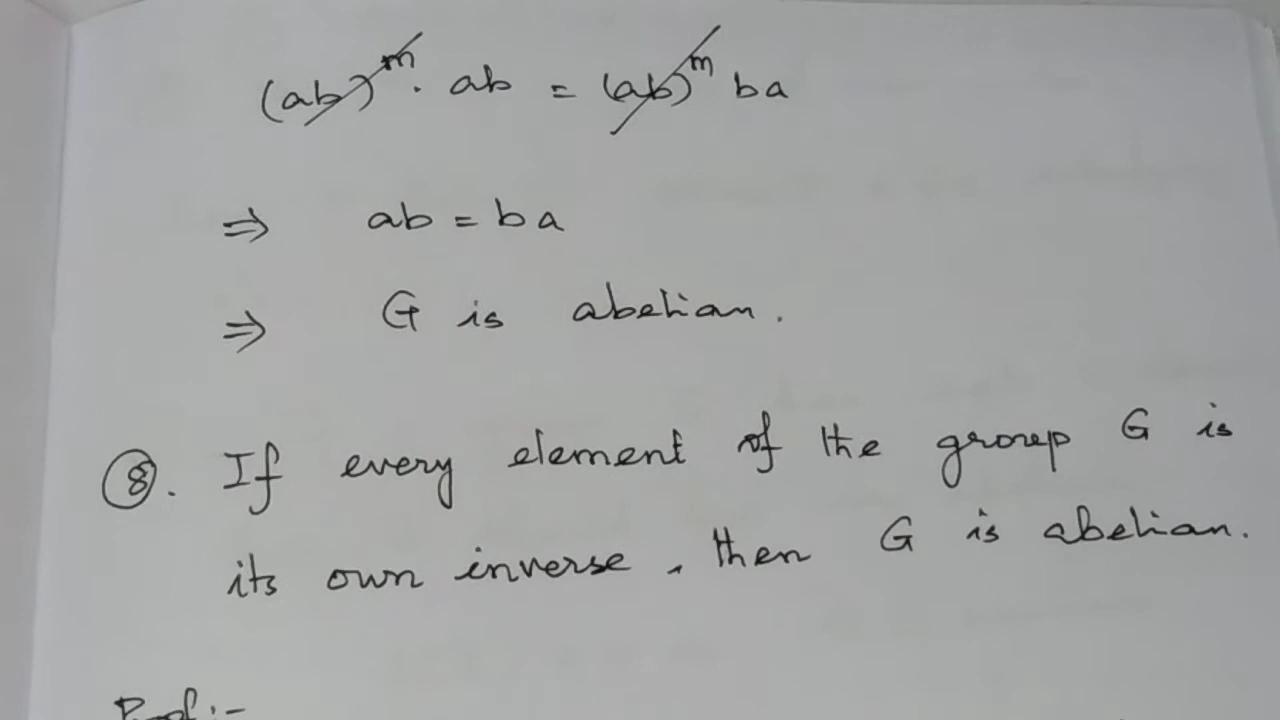 (ab)^m . ab = (ab)^m ba
⇒ ab = ba
⇒ G is abelian.
⑧. If every element of the group G is
its own inverse, then G is abelian.
Proof:-